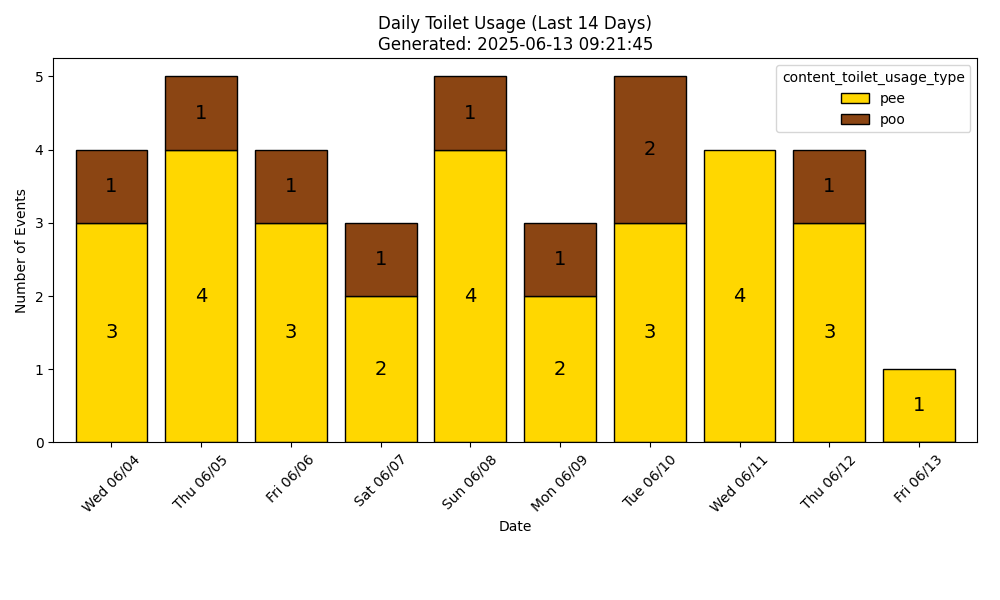 Daily Toilet Usage (Last 14 Days)
Generated: 2025-06-13 09:21:45
content_toilet_usage_type
pee
poo
Number of Events
5
4
3
2
1
0
1
1
1
1
1
1
2
1
3
4
3
2
4
2
3
4
3
1
Wed 06/04
Thu 06/05
Fri 06/06
Sat 06/07
Sun 06/08
Mon 06/09
Tue 06/10
Wed 06/11
Thu 06/12
Fri 06/13
Date